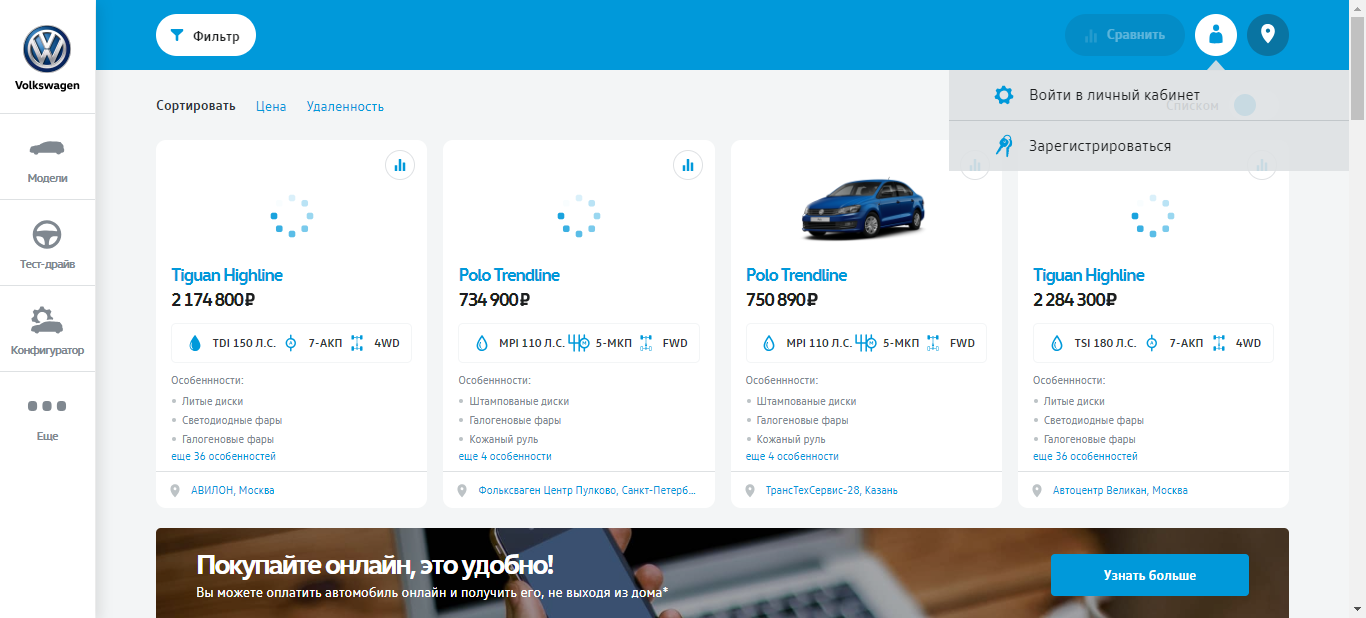 Volkswagen
Модели
Тест-драйв
Конфигуратор
Еще
Фильтр
Сравнить
Войти в личный кабинет
Зарегистрироваться
Сортировать Цена Удаленность Списком
Tiguan Highline
2 174 800 ₽
TDI 150 Л.С. 7-АКП 4WD
Особеннности:
Литые диски
Светодиодные фары
Галогеновые фары
еще 36 особенностей
АВИЛОН, Москва
Polo Trendline
734 900 ₽
MPI 110 Л.С. 5-МКП FWD
Особеннности:
Штампованые диски
Галогеновые фары
Кожаный руль
еще 4 особенности
Фольксваген Центр Пулково, Санкт-Петерб...
Polo Trendline
750 890 ₽
MPI 110 Л.С. 5-МКП FWD
Особеннности:
Штампованые диски
Галогеновые фары
Кожаный руль
еще 4 особенности
ТрансТехСервис-28, Казань
Tiguan Highline
2 284 300 ₽
TSI 180 Л.С. 7-АКП 4WD
Особеннности:
Литые диски
Светодиодные фары
Галогеновые фары
еще 36 особенностей
Автоцентр Великан, Москва
Покупайте онлайн, это удобно!
Вы можете оплатить автомобиль онлайн и получить его, не выходя из дома*
Узнать больше